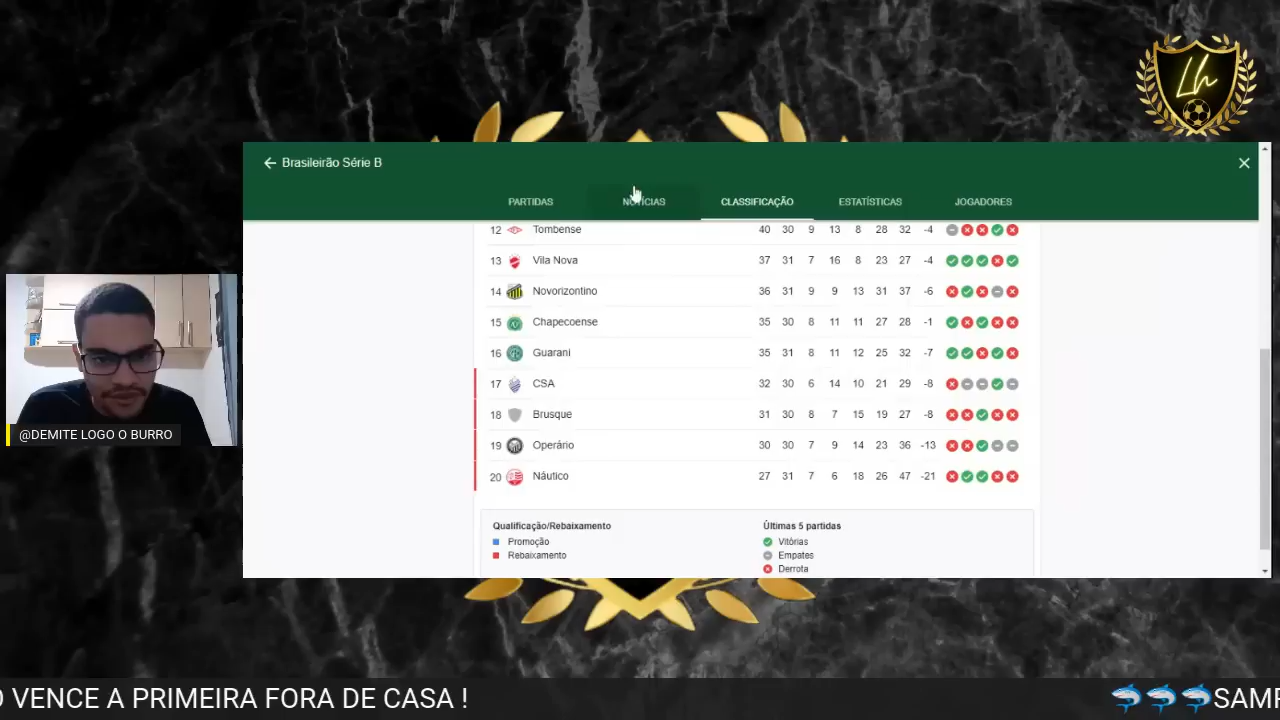 Lh
← Brasileirão Série B ✕
PARTIDAS NOTÍCIAS CLASSIFICAÇÃO ESTATÍSTICAS JOGADORES
12 Tombense 40 30 9 13 8 28 32 -4
13 Vila Nova 37 31 7 16 8 23 27 -4
14 Novorizontino 36 31 9 9 13 31 37 -6
15 Chapecoense 35 30 8 11 11 27 28 -1
16 Guarani 35 31 8 11 12 25 32 -7
17 CSA 32 30 6 14 10 21 29 -8
18 Brusque 31 30 8 7 15 19 27 -8
19 Operário 30 30 7 9 14 23 36 -13
20 Náutico 27 31 7 6 18 26 47 -21
Qualificação/Rebaixamento
Promoção
Rebaixamento
Últimas 5 partidas
Vitórias
Empates
Derrota
@DEMITE LOGO O BURRO
O VENCE A PRIMEIRA FORA DE CASA ! 🦈🦈🦈SAMP